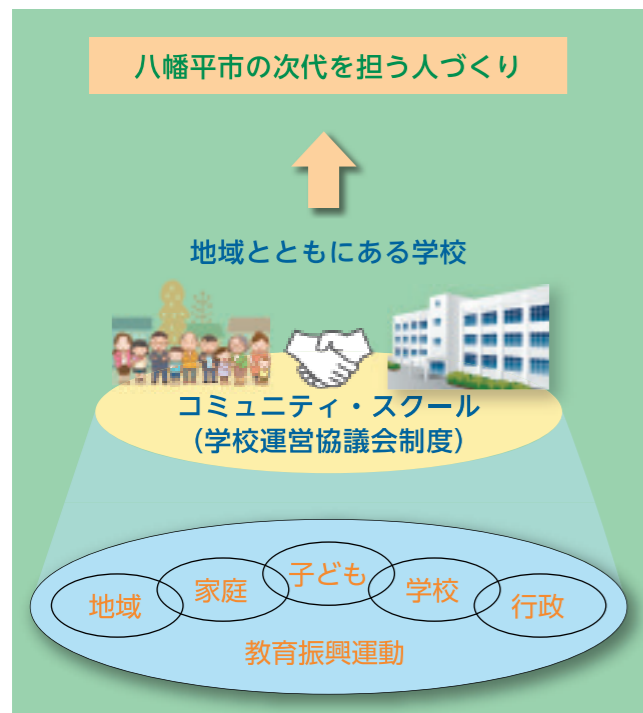 八幡平市の次代を担う人づくり
地域とともにある学校
コミュニティ・スクール
（学校運営協議会制度）
地域
家庭
子ども
学校
行政
教育振興運動